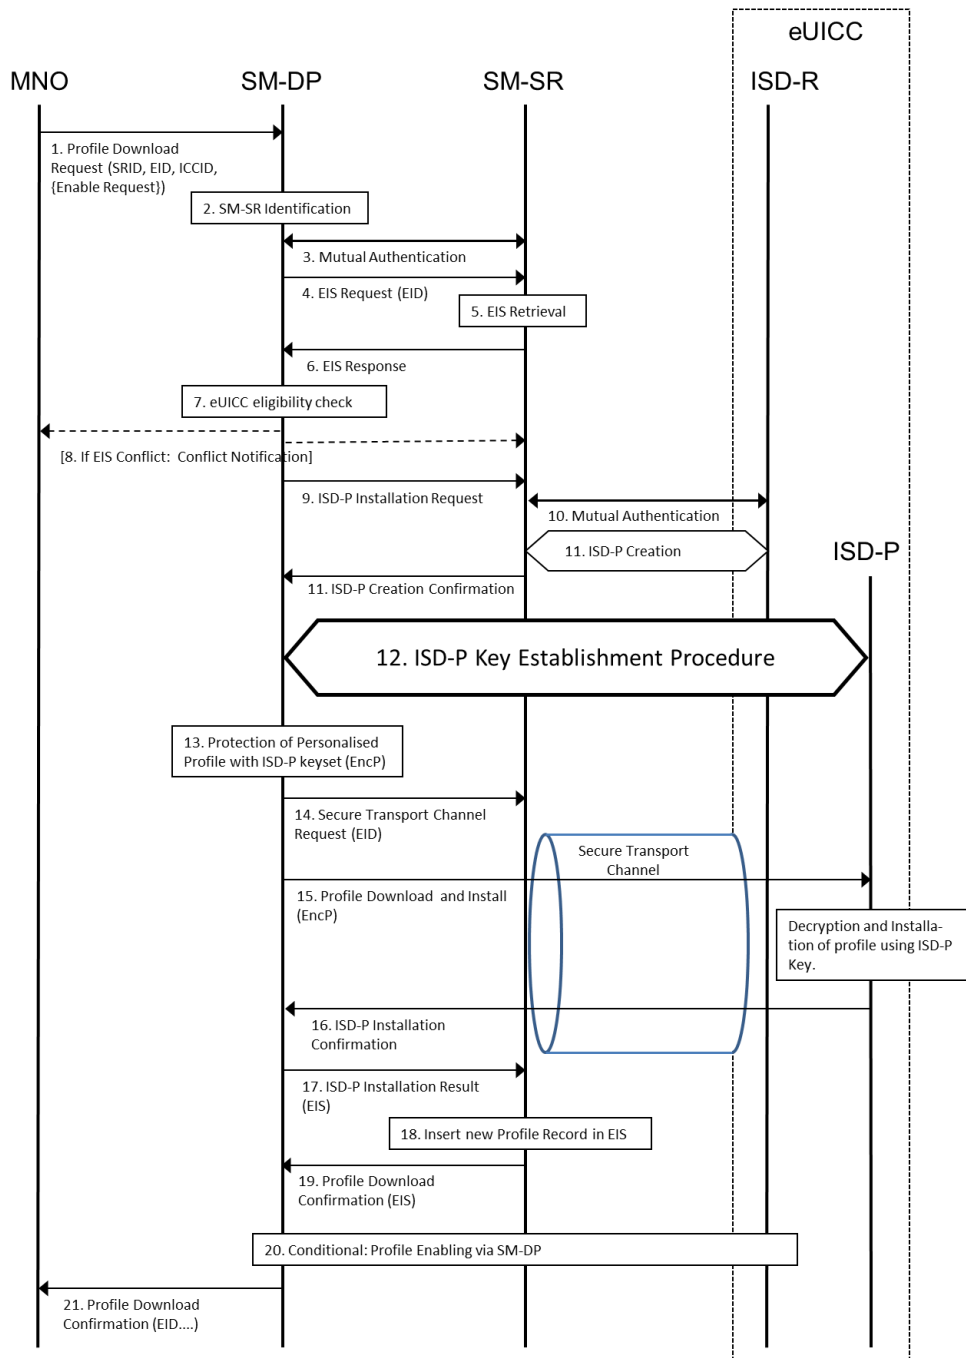 eUICC
MNO
SM-DP
SM-SR
ISD-R
1. Profile Download
Request (SRID, EID, ICCID,
{Enable Request})
2. SM-SR Identification
3. Mutual Authentication
4. EIS Request (EID)
5. EIS Retrieval
6. EIS Response
7. eUICC eligibility check
[8. If EIS Conflict: Conflict Notification]
9. ISD-P Installation Request
10. Mutual Authentication
11. ISD-P Creation
ISD-P
11. ISD-P Creation Confirmation
12. ISD-P Key Establishment Procedure
13. Protection of Personalised
Profile with ISD-P keyset (EncP)
14. Secure Transport Channel
Request (EID)
Secure Transport
Channel
15. Profile Download and Install
(EncP)
Decryption and Installa-
tion of profile using ISD-P
Key.
16. ISD-P Installation
Confirmation
17. ISD-P Installation Result
(EIS)
18. Insert new Profile Record in EIS
19. Profile Download
Confirmation (EIS)
20. Conditional: Profile Enabling via SM-DP
21. Profile Download
Confirmation (EID....)